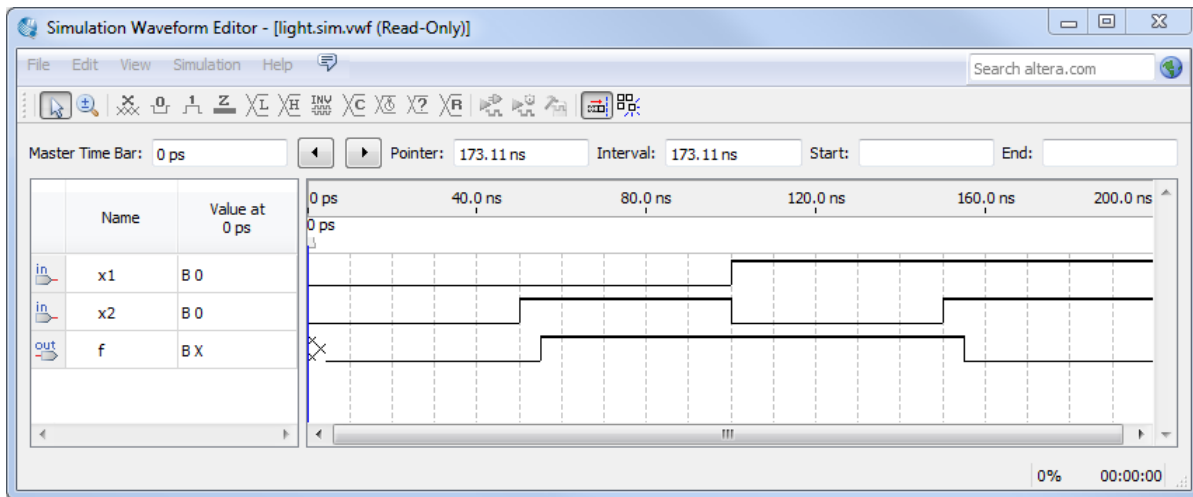 Simulation Waveform Editor - [light.sim.vwf (Read-Only)]
File Edit View Simulation Help
Search altera.com
Master Time Bar: 0 ps Pointer: 173.11 ns Interval: 173.11 ns Start: End:
Name Value at 0 ps
0 ps 40.0 ns 80.0 ns 120.0 ns 160.0 ns 200.0 ns
0 ps
in x1 B 0
in x2 B 0
out f B X
0% 00:00:00